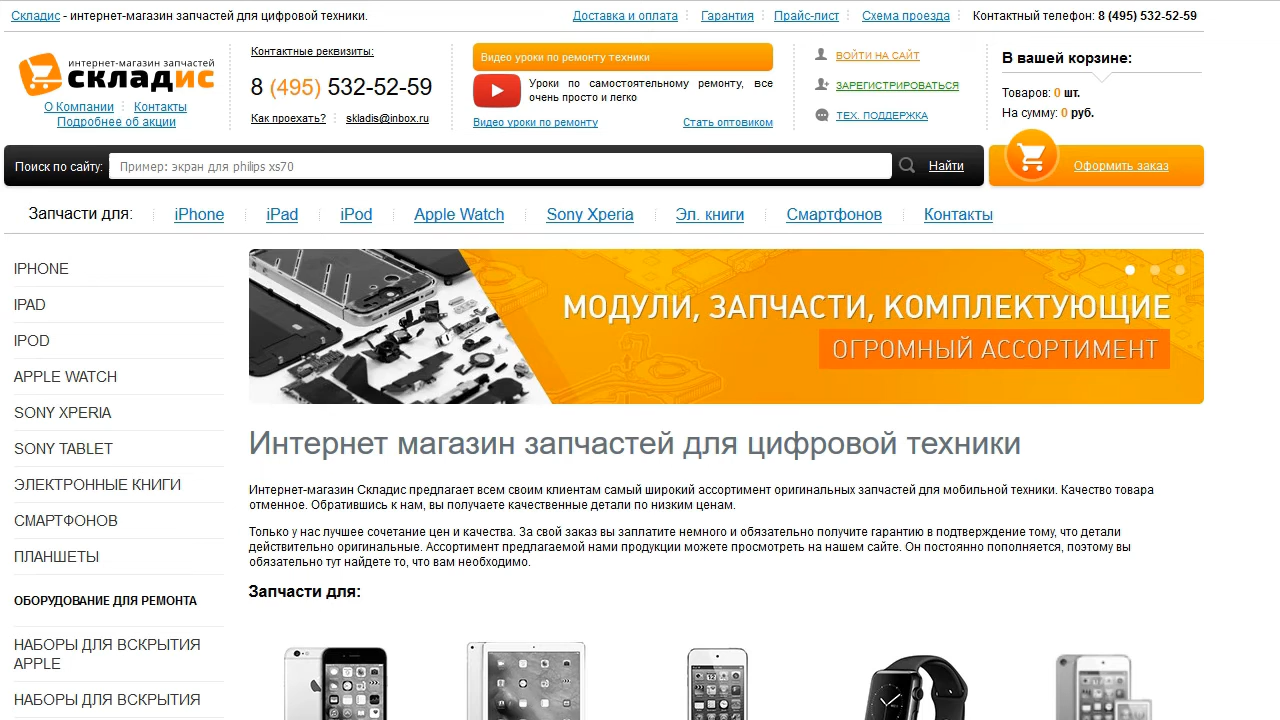 Складис - интернет-магазин запчастей для цифровой техники.
Доставка и оплата
Гарантия
Прайс-лист
Схема проезда
Контактный телефон: 8 (495) 532-52-59
интернет-магазин запчастей
складис
О Компании
Контакты
Подробнее об акции
Контактные реквизиты:
8 (495) 532-52-59
Как проехать?
skladis@inbox.ru
Видео уроки по ремонту техники
Уроки по самостоятельному ремонту, все
очень просто и легко
Видео уроки по ремонту
Стать оптовиком
ВОЙТИ НА САЙТ
ЗАРЕГИСТРИРОВАТЬСЯ
ТЕХ. ПОДДЕРЖКА
В вашей корзине:
Товаров: 0 шт.
На сумму: 0 руб.
Поиск по сайту:
Пример: экран для philips xs70
Найти
Оформить заказ
Запчасти для:
iPhone
iPad
iPod
Apple Watch
Sony Xperia
Эл. книги
Смартфонов
Контакты
IPHONE
IPAD
IPOD
APPLE WATCH
SONY XPERIA
SONY TABLET
ЭЛЕКТРОННЫЕ КНИГИ
СМАРТФОНОВ
ПЛАНШЕТЫ
ОБОРУДОВАНИЕ ДЛЯ РЕМОНТА
НАБОРЫ ДЛЯ ВСКРЫТИЯ
APPLE
НАБОРЫ ДЛЯ ВСКРЫТИЯ
МОДУЛИ, ЗАПЧАСТИ, КОМПЛЕКТУЮЩИЕ
ОГРОМНЫЙ АССОРТИМЕНТ
Интернет магазин запчастей для цифровой техники
Интернет-магазин Складис предлагает всем своим клиентам самый широкий ассортимент оригинальных запчастей для мобильной техники. Качество товара
отменное. Обратившись к нам, вы получаете качественные детали по низким ценам.
Только у нас лучшее сочетание цен и качества. За свой заказ вы заплатите немного и обязательно получите гарантию в подтверждение тому, что детали
действительно оригинальные. Ассортимент предлагаемой нами продукции можете просмотреть на нашем сайте. Он постоянно пополняется, поэтому вы
обязательно тут найдете то, что вам необходимо.
Запчасти для: